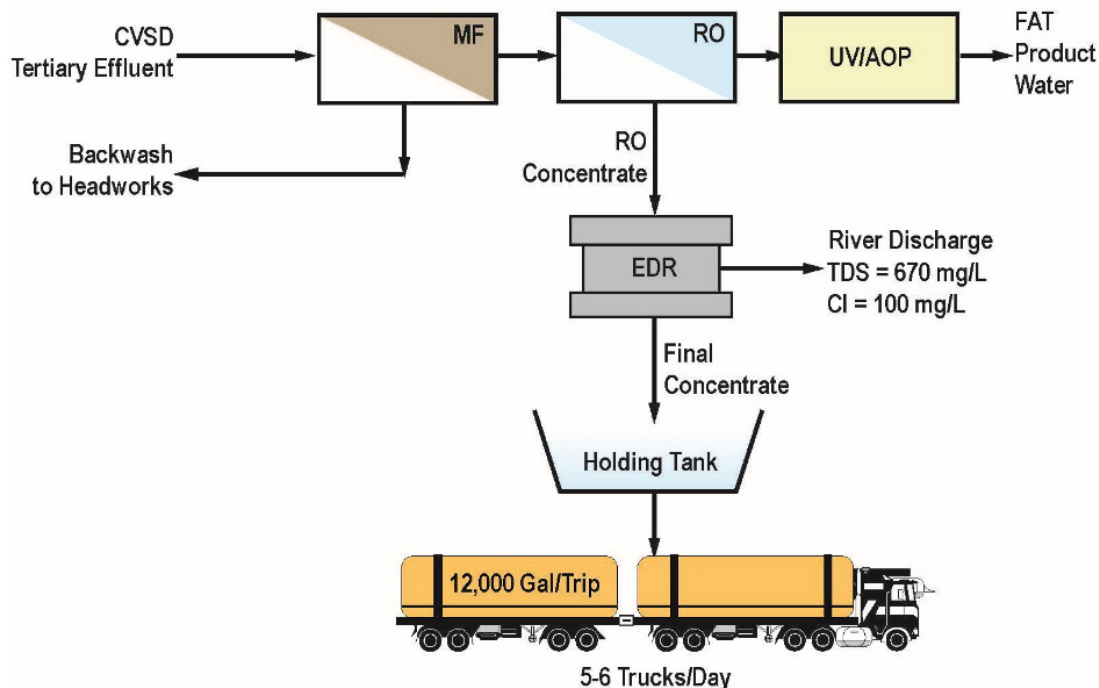 CVSD
Tertiary Effluent
MF
RO
UV/AOP
FAT
Product
Water
Backwash
to Headworks
RO
Concentrate
EDR
River Discharge
TDS = 670 mg/L
Cl = 100 mg/L
Final
Concentrate
Holding Tank
12,000 Gal/Trip
5-6 Trucks/Day